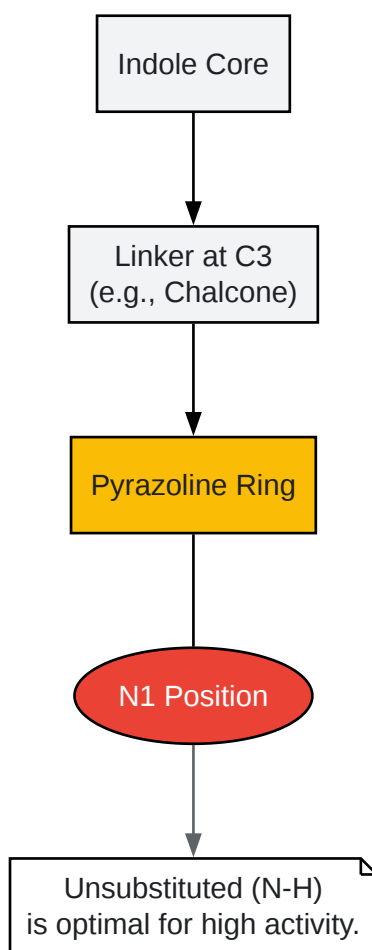 Indole Core
Linker at C3
(e.g., Chalcone)
Pyrazoline Ring
N1 Position
Unsubstituted (N-H)
is optimal for high activity.